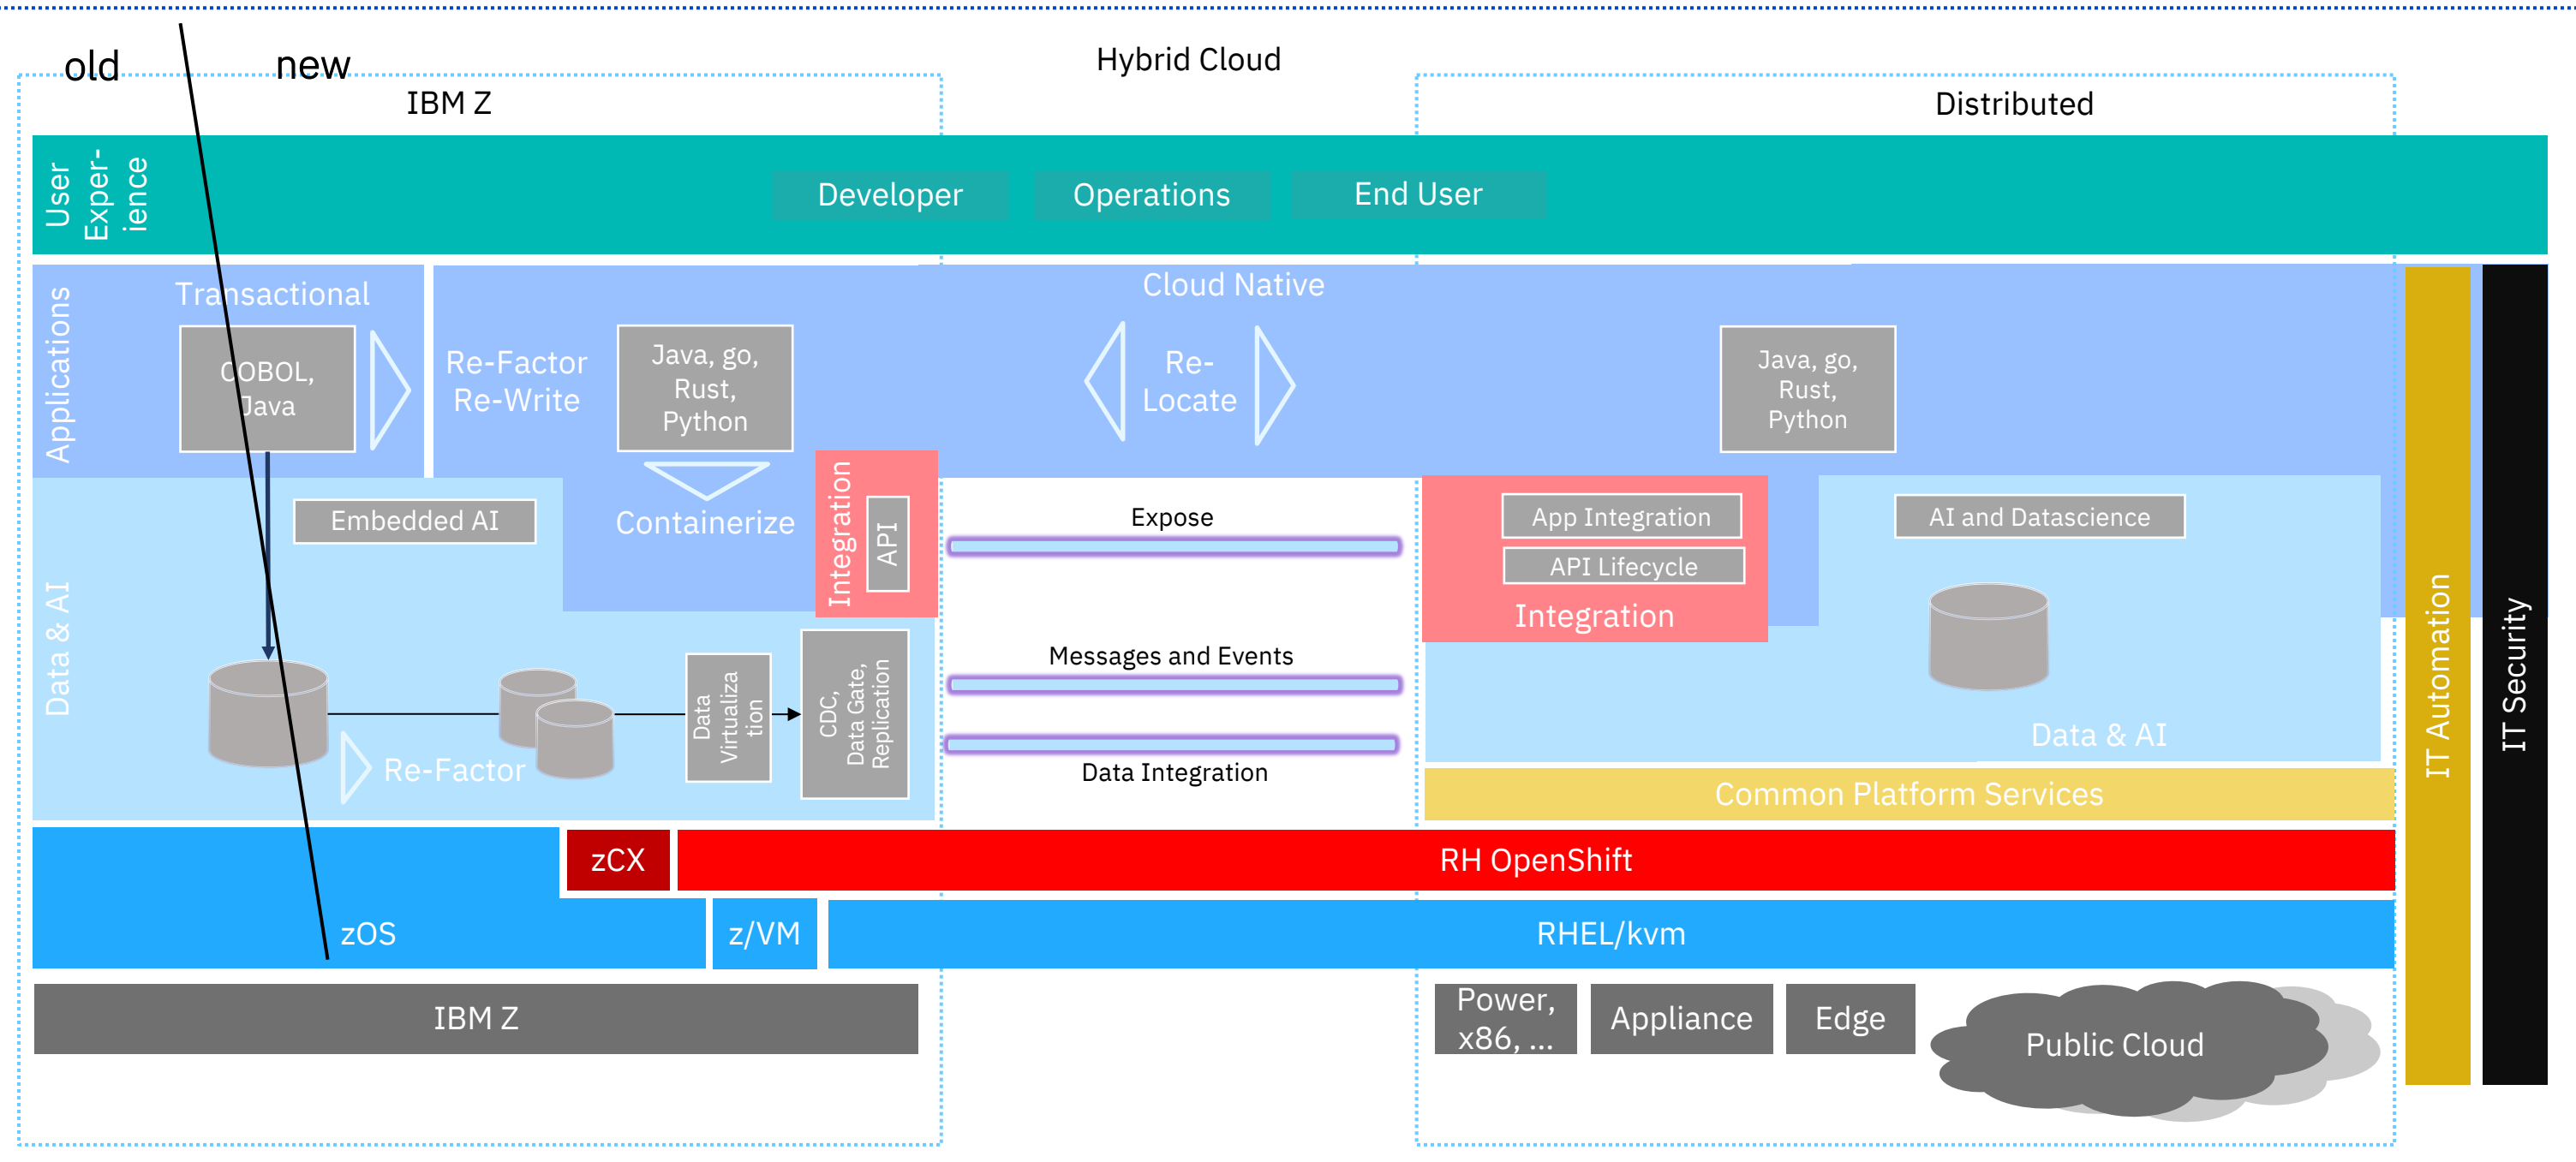 old
new
Hybrid Cloud
IBM Z
Distributed
User
Exper-
ience
Developer
Operations
End User
Applications
Transactional
COBOL,
Java
Re-Factor
Re-Write
Java, go,
Rust,
Python
Containerize
Cloud Native
Re-
Locate
Java, go,
Rust,
Python
Data & AI
Embedded AI
Integration
API
Expose
App Integration
API Lifecycle
Integration
AI and Datascience
Messages and Events
Re-Factor
Data
Virtualiza
tion
CDC,
Data Gate,
Replication
Data Integration
Data & AI
Common Platform Services
IT Automation
IT Security
zCX
RH OpenShift
zOS
z/VM
RHEL/kvm
IBM Z
Power,
x86, ...
Appliance
Edge
Public Cloud